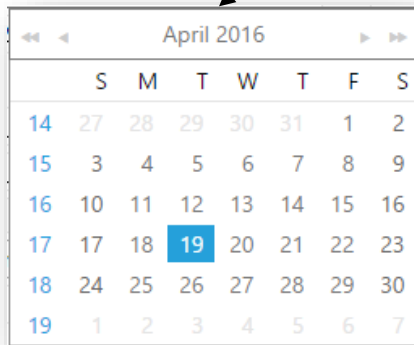 April 2016
S M T W T F S
14 27 28 29 30 31 1 2
15 3 4 5 6 7 8 9
16 10 11 12 13 14 15 16
17 17 18 19 20 21 22 23
18 24 25 26 27 28 29 30
19 1 2 3 4 5 6 7